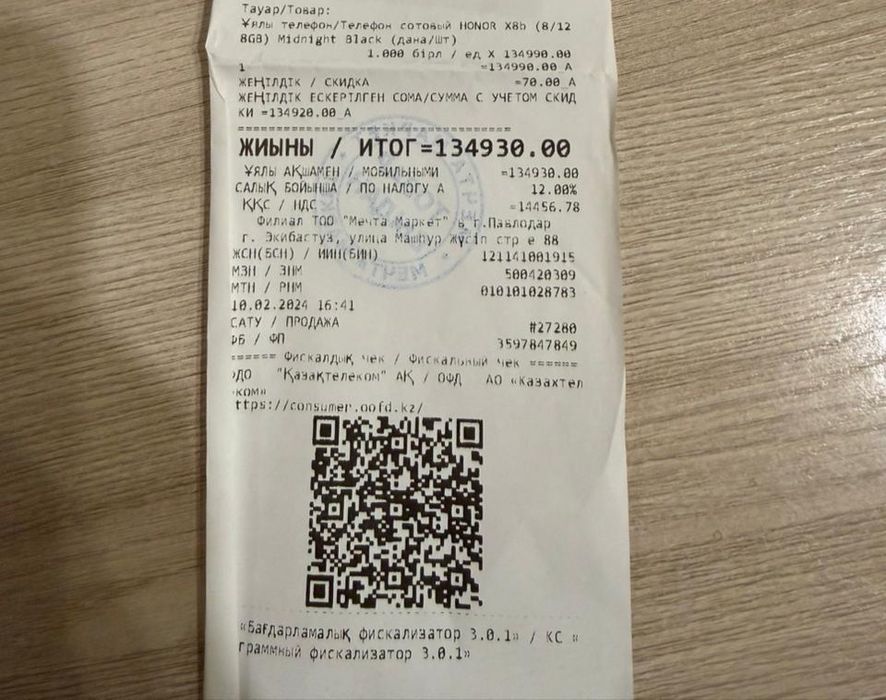 Тауар/Товар:
Ұялы телефон/Телефон сотовый HONOR X8b (8/12
8GB) Midnight Black (дана/шт)
1.000 бірл / ед X 134990.00
1 =134990.00 А
ЖЕҢІЛДІК / СКИДКА =70.00 А
ЖЕҢІЛДІК ЕСКЕРІЛГЕН СОМА/СУММА С УЧЕТОМ СКИД
КИ =134920.00 А
ЖИЫНЫ / ИТОГ=134930.00
ҰЯЛЫ АҚШАМЕН / МОБИЛЬНЫМИ =134930.00
САЛЫҚ БОЙЫНША / ПО НАЛОГУ А 12.00%
ҚҚС / НДС =14456.78
Филиал ТОО "Мечта Маркет" в г.Павлодар
г. Экибастуз, улица Машһур Жүсіп стр е 88
ЖСН(БСН) / ИИН(БИН) 121141001915
МЗН / ЗНМ 500420309
МТН / РНМ 010101028783
10.02.2024 16:41
САТУ / ПРОДАЖА #27280
ФБ / ФП 3597847849
====== Фискалдық чек / Фискальный чек ======
ДО "Қазақтелеком" АҚ / ОФД АО «Казахтел
ком»
ttps://consumer.oofd.kz/
«Бағдарламалық фискализатор 3.0.1» / КС «
граммный фискализатор 3.0.1»